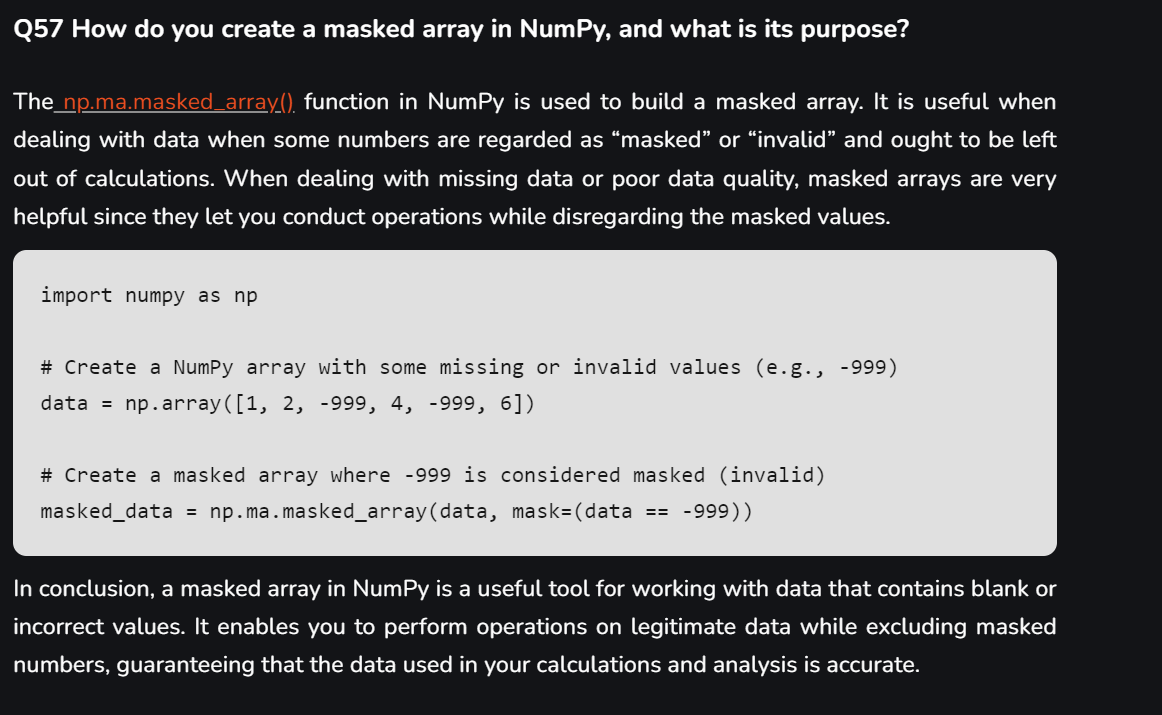 Q57 How do you create a masked array in NumPy, and what is its purpose?
The np.ma.masked_array() function in NumPy is used to build a masked array. It is useful when
dealing with data when some numbers are regarded as “masked” or “invalid” and ought to be left
out of calculations. When dealing with missing data or poor data quality, masked arrays are very
helpful since they let you conduct operations while disregarding the masked values.
import numpy as np
# Create a NumPy array with some missing or invalid values (e.g., -999)
data = np.array([1, 2, -999, 4, -999, 6])
# Create a masked array where -999 is considered masked (invalid)
masked_data = np.ma.masked_array(data, mask=(data == -999))
In conclusion, a masked array in NumPy is a useful tool for working with data that contains blank or
incorrect values. It enables you to perform operations on legitimate data while excluding masked
numbers, guaranteeing that the data used in your calculations and analysis is accurate.